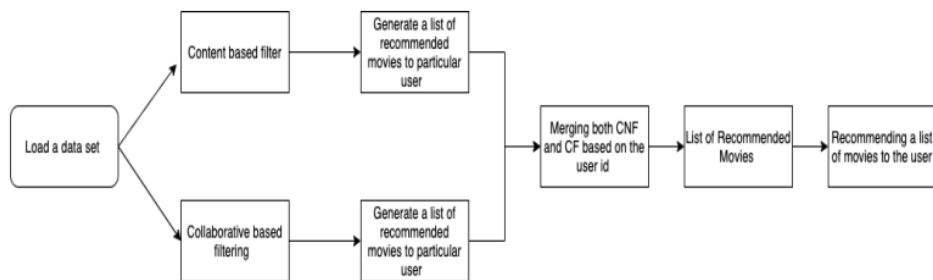 Load a data set
Content based filter
Generate a list of
recommended
movies to particular
user
Collaborative based
filtering
Generate a list of
recommended
movies to particular
user
Merging both CNF
and CF based on the
user id
List of Recommended
Movies
Recommending a list
of movies to the user